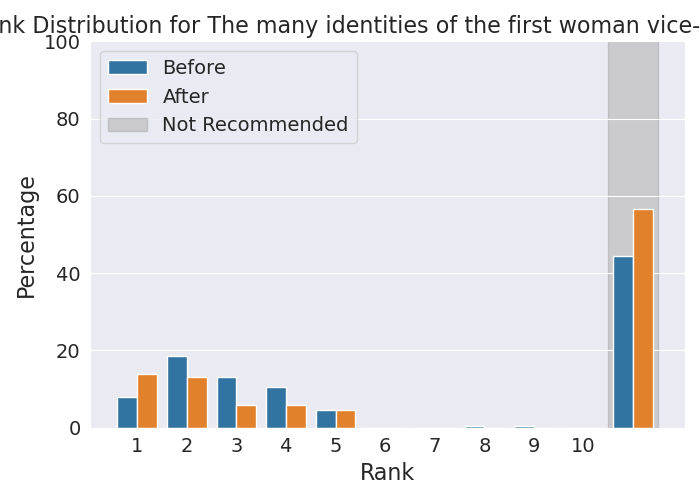 nk Distribution for The many identities of the first woman vice-
100
80
60
40
20
0
Percentage
Before
After
Not Recommended
1 2 3 4 5 6 7 8 9 10
Rank